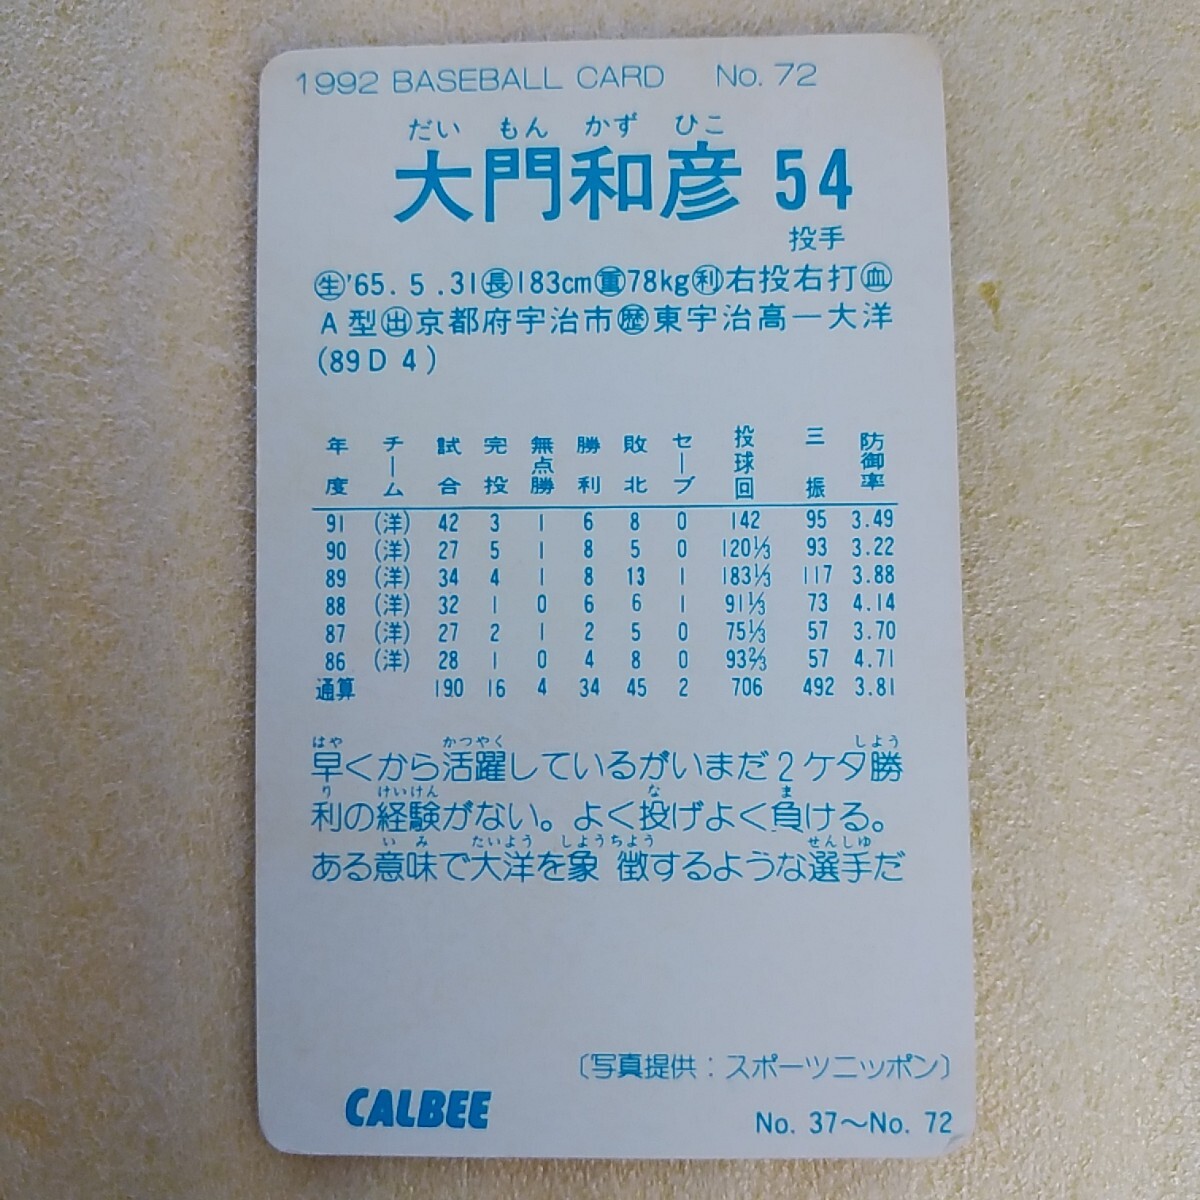 1992 BASEBALL CARD No. 72
だい もん かず ひこ
大門和彦 54
投手
㊤'65. 5 .31㊤183cm㊤78kg㊤右投右打㊤
A型㊤京都府宇治市㊤東宇治高―大洋
(89D 4)
年度 チーム 試合 完投 無点勝 勝利 敗北 セーブ 投球回 三振 防御率
91 (洋) 42 3 1 6 8 0 142 95 3.49
90 (洋) 27 5 1 8 5 0 120⅓ 93 3.22
89 (洋) 34 4 1 8 13 1 183⅓ 117 3.88
88 (洋) 32 1 0 6 6 1 91⅓ 73 4.14
87 (洋) 27 2 1 2 5 0 75⅓ 57 3.70
86 (洋) 28 1 0 4 8 0 93⅔ 57 4.71
通算 190 16 4 34 45 2 706 492 3.81
はや かつやく しよう
早くから活躍しているがいまだ2ケタ勝
り けいけん な ま
利の経験がない。よく投げよく負ける。
いみ たいよう しようちよう せんしゆ
ある意味で大洋を象徴するような選手だ
〔写真提供：スポーツニッポン〕
CALBEE
No. 37～No. 72